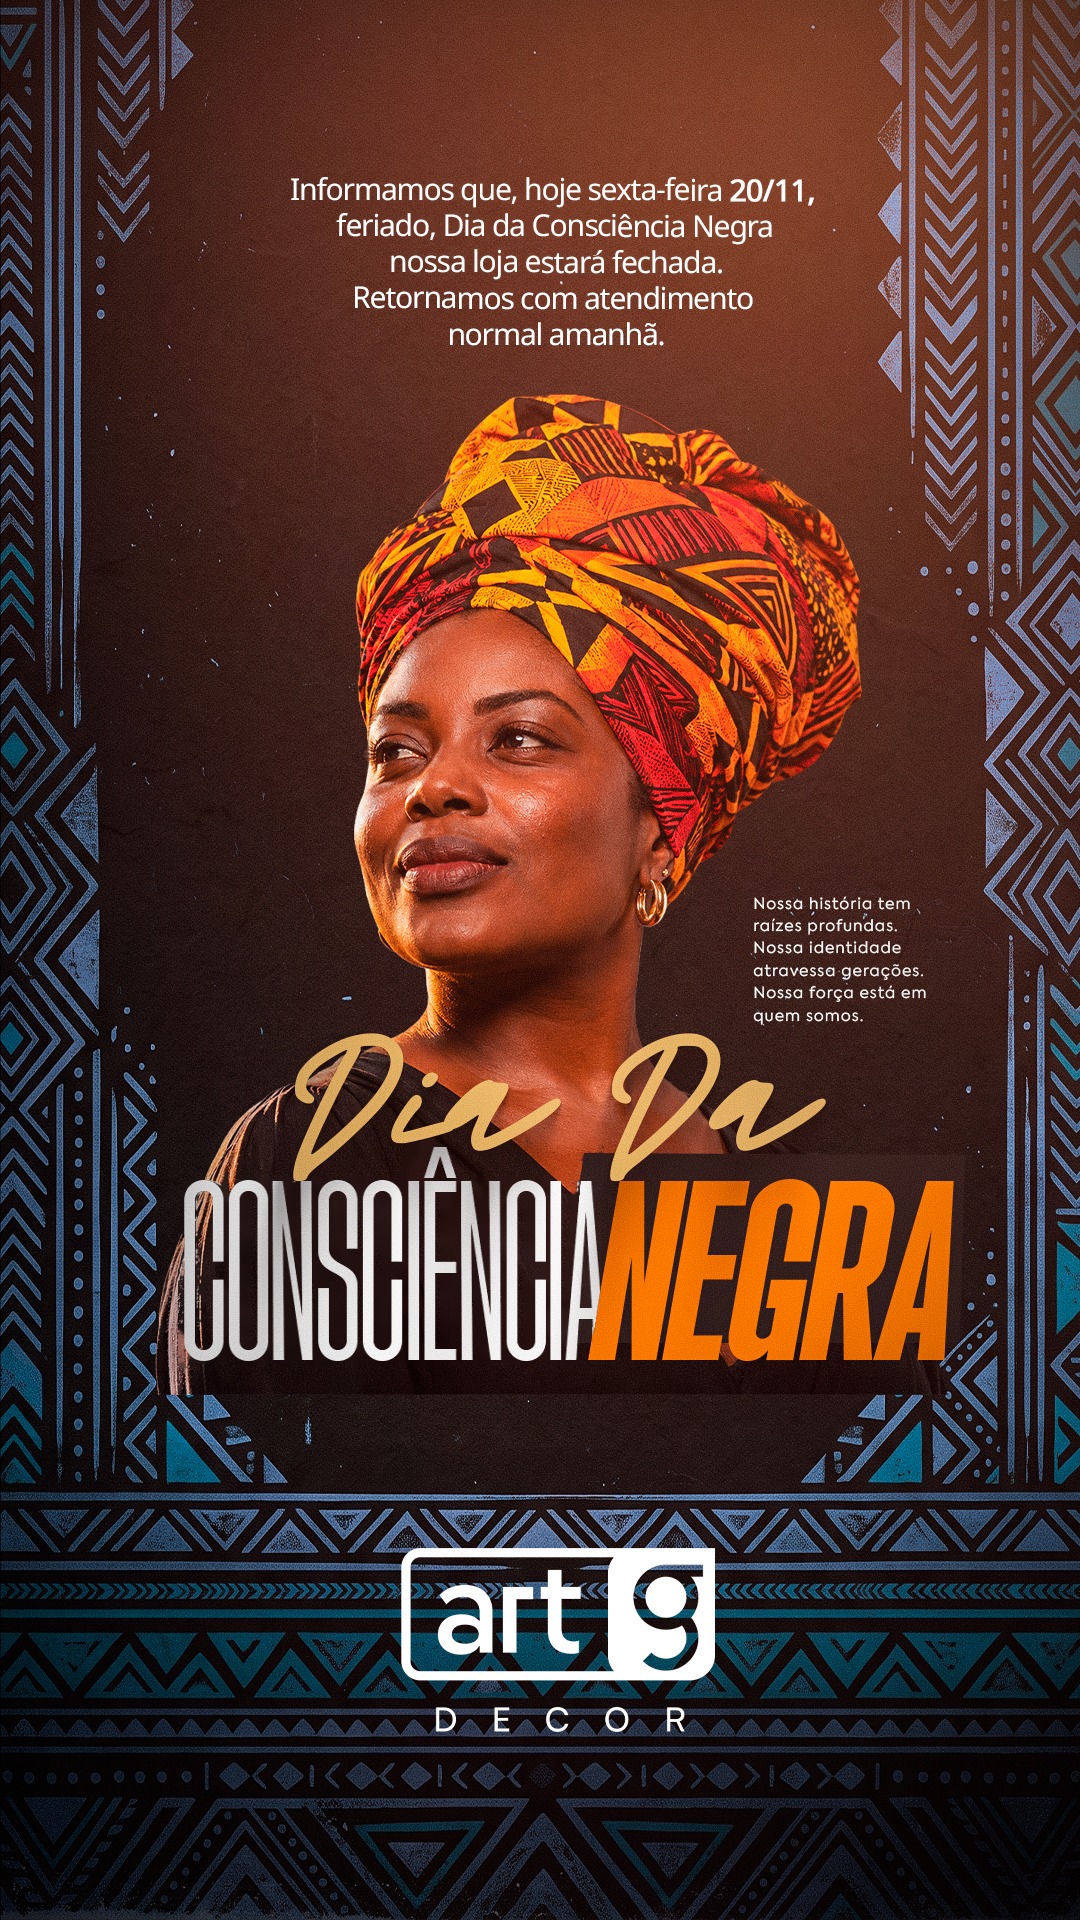 Informamos que, hoje sexta-feira 20/11,
feriado, Dia da Consciência Negra
nossa loja estará fechada.
Retornamos com atendimento
normal amanhã.
Nossa história tem
raízes profundas.
Nossa identidade
atravessa gerações.
Nossa força está em
quem somos.
Dia Da
CONSCIÊNCIA NEGRA
art g
DECOR